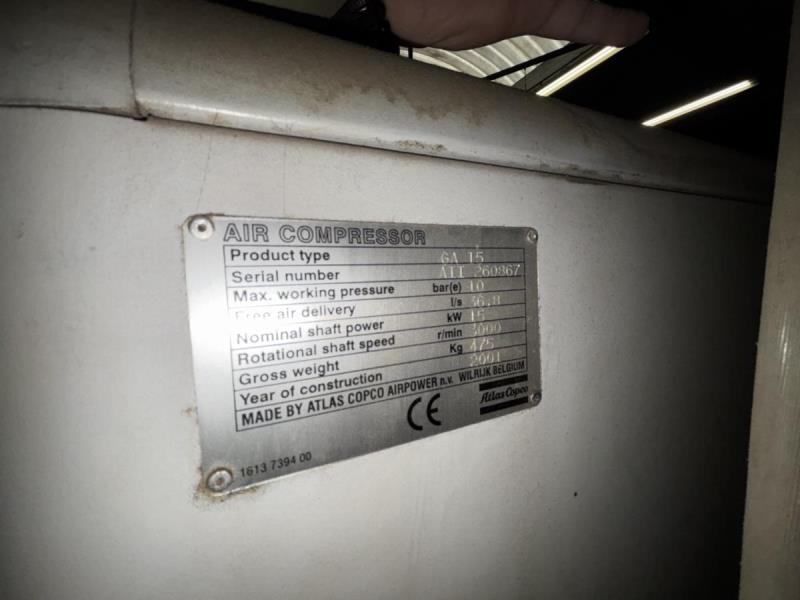 AIR COMPRESSOR
Product type GA 15
Serial number AII 260867
Max. working pressure bar(e) 10
Free air delivery l/s 36,8
Nominal shaft power kW 15
Rotational shaft speed r/min 3000
Gross weight Kg 475
Year of construction 2001
MADE BY ATLAS COPCO AIRPOWER n.v. WILRIJK BELGIUM
CE Atlas Copco
1613 7394 00